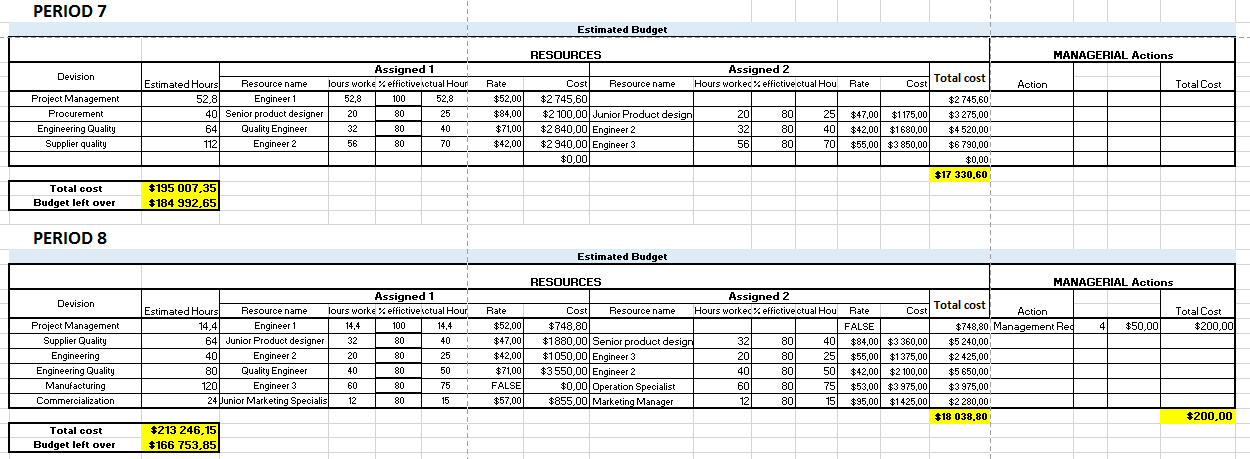 PERIOD 7
Estimated Budget
RESOURCES MANAGERIAL Actions
Devision Assigned 1 Assigned 2 Total cost
Estimated Hours Resource name lours worke % effictive ctual Hour Rate Cost Resource name Hours worked % effictive ctual Hou Rate Cost Action Total Cost
Project Management 52,8 Engineer 1 52,8 100 52,8 $52,00 $2 745,60 $2 745,60
Procurement 40 Senior product designer 20 80 25 $84,00 $2 100,00 Junior Product design 20 80 25 $47,00 $1 175,00 $3 275,00
Engineering Quality 64 Quality Engineer 32 80 40 $71,00 $2 840,00 Engineer 2 32 80 40 $42,00 $1 680,00 $4 520,00
Supplier quality 112 Engineer 2 56 80 70 $42,00 $2 940,00 Engineer 3 56 80 70 $55,00 $3 850,00 $6 790,00
$0,00 $0,00
$17 330,60
Total cost $195 007,35
Budget left over $184 992,65
PERIOD 8
Estimated Budget
RESOURCES MANAGERIAL Actions
Devision Assigned 1 Assigned 2 Total cost
Estimated Hours Resource name lours worke % effictive ctual Hour Rate Cost Resource name Hours worked % effictive ctual Hou Rate Cost Action Total Cost
Project Management 14,4 Engineer 1 14,4 100 14,4 $52,00 $748,80 FALSE $748,80 Management Rec 4 $50,00 $200,00
Supplier Quality 64 Junior Product designer 32 80 40 $47,00 $1 880,00 Senior product design 32 80 40 $84,00 $3 360,00 $5 240,00
Engineering 40 Engineer 2 20 80 25 $42,00 $1 050,00 Engineer 3 20 80 25 $55,00 $1 375,00 $2 425,00
Engineering Quality 80 Quality Engineer 40 80 50 $71,00 $3 550,00 Engineer 2 40 80 50 $42,00 $2 100,00 $5 650,00
Manufacturing 120 Engineer 3 60 80 75 FALSE $0,00 Operation Specialist 60 80 75 $53,00 $3 975,00 $3 975,00
Commercialization 24 Junior Marketing Specialis 12 80 15 $57,00 $855,00 Marketing Manager 12 80 15 $95,00 $1 425,00 $2 280,00
$18 038,80 $200,00
Total cost $213 246,15
Budget left over $166 753,85